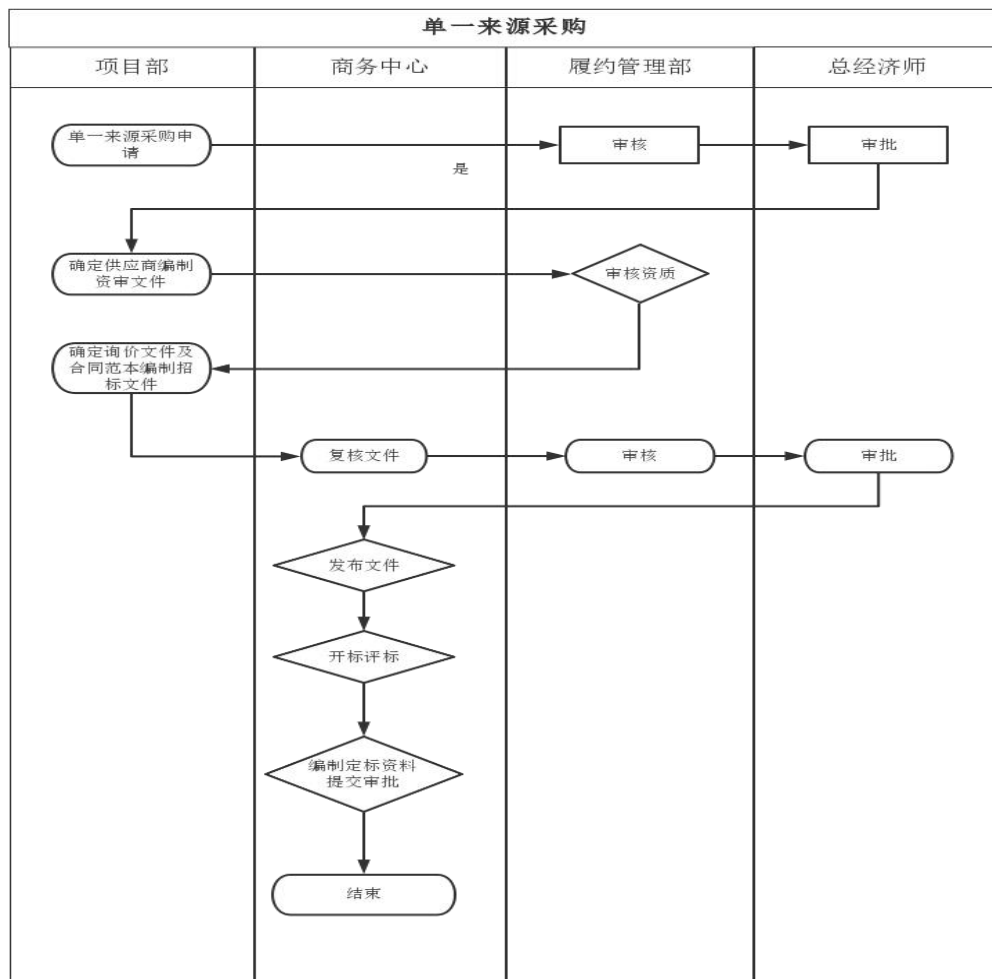 单一来源采购
项目部
商务中心
履约管理部
总经济师
单一来源采购申
请
审核
审批
是
确定供应商编制
资审文件
审核资质
确定询价文件及
合同范本编制招
标文件
复核文件
审核
审批
发布文件
开标评标
编制定标资料
提交审批
结束